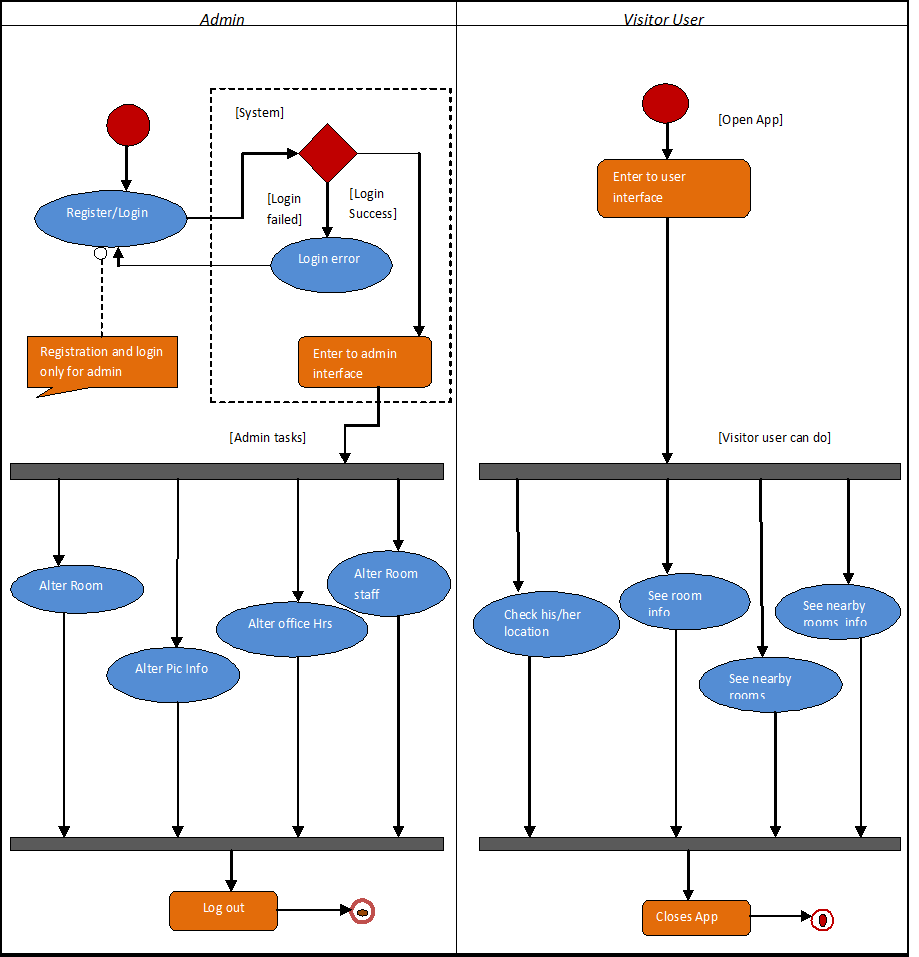 Admin
Visitor User
[System]
[Open App]
Enter to user
interface
[Login
failed]
[Login
Success]
Register/Login
Login error
Registration and login
only for admin
Enter to admin
interface
[Admin tasks]
[Visitor user can do]
Alter Room
Alter Pic Info
Alter office Hrs
Alter Room
staff
Check his/her
location
See room
info
See nearby
rooms
See nearby
rooms info
Log out
Closes App